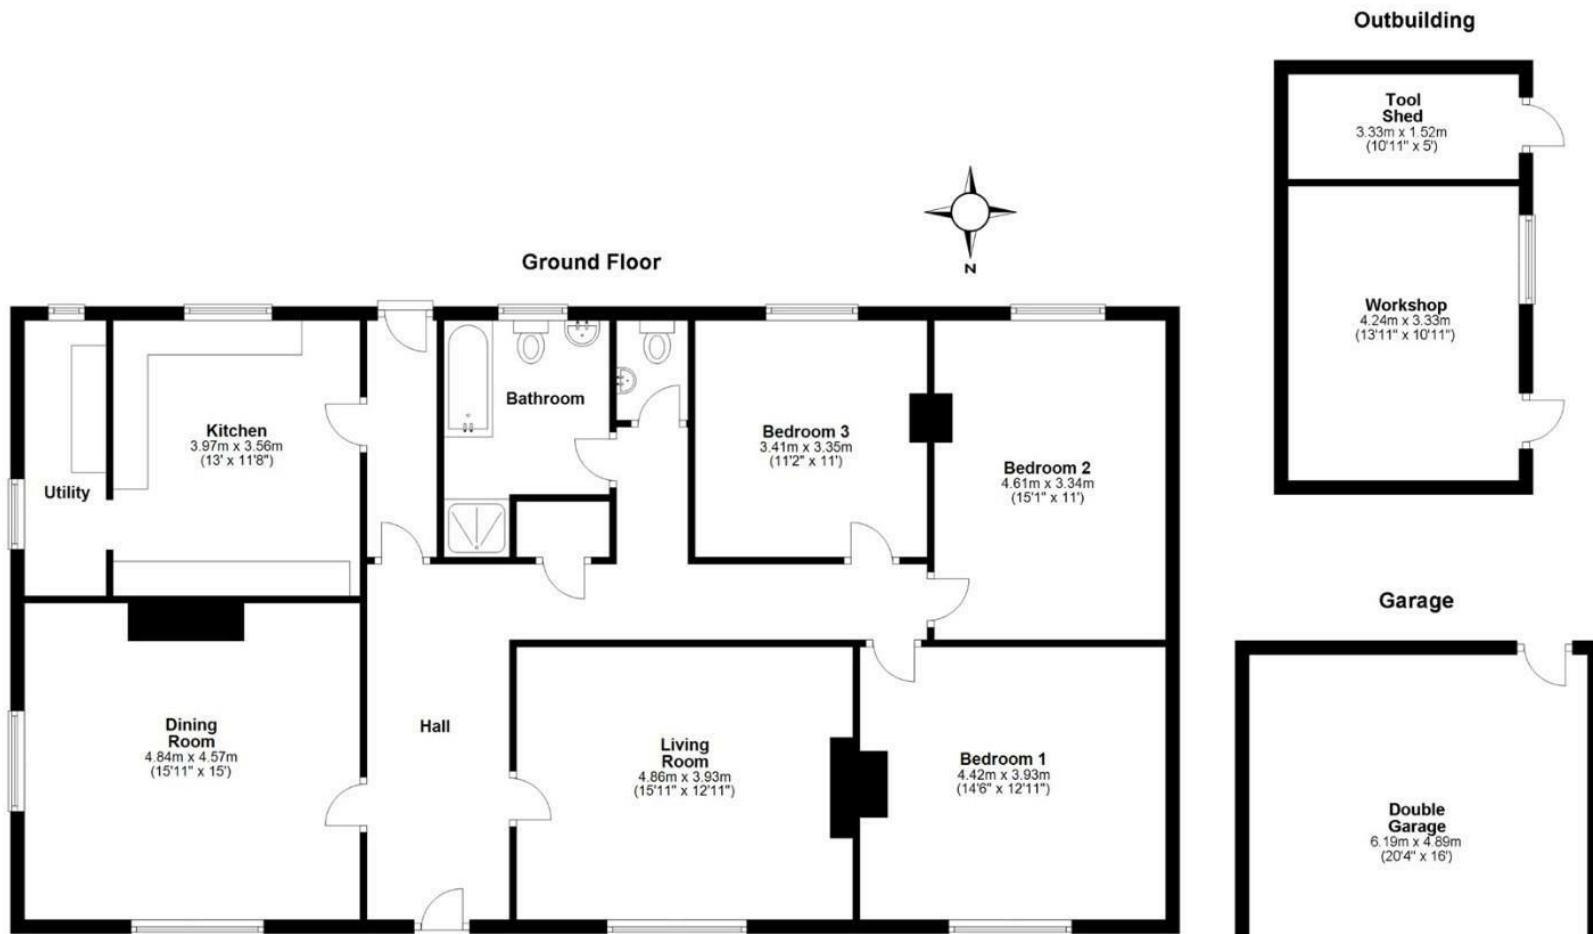 Outbuilding
Tool
Shed
3.33m x 1.52m
(10'11" x 5')
Workshop
4.24m x 3.33m
(13'11" x 10'11")
N
Ground Floor
Kitchen
3.97m x 3.56m
(13' x 11'8")
Utility
Bathroom
Bedroom 3
3.41m x 3.35m
(11'2" x 11')
Bedroom 2
4.61m x 3.34m
(15'1" x 11')
Dining
Room
4.84m x 4.57m
(15'11" x 15')
Hall
Living
Room
4.86m x 3.93m
(15'11" x 12'11")
Bedroom 1
4.42m x 3.93m
(14'6" x 12'11")
Garage
Double
Garage
6.19m x 4.89m
(20'4" x 16')